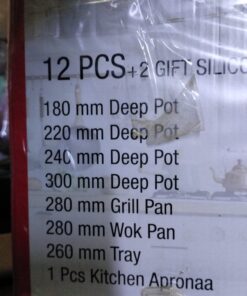 12 PCS+2 GIFT SILICO
180 mm Deep Pot
220 mm Deep Pot
240 mm Deep Pot
300 mm Deep Pot
280 mm Grill Pan
280 mm Wok Pan
260 mm Tray
1 Pcs Kitchen Apronaa